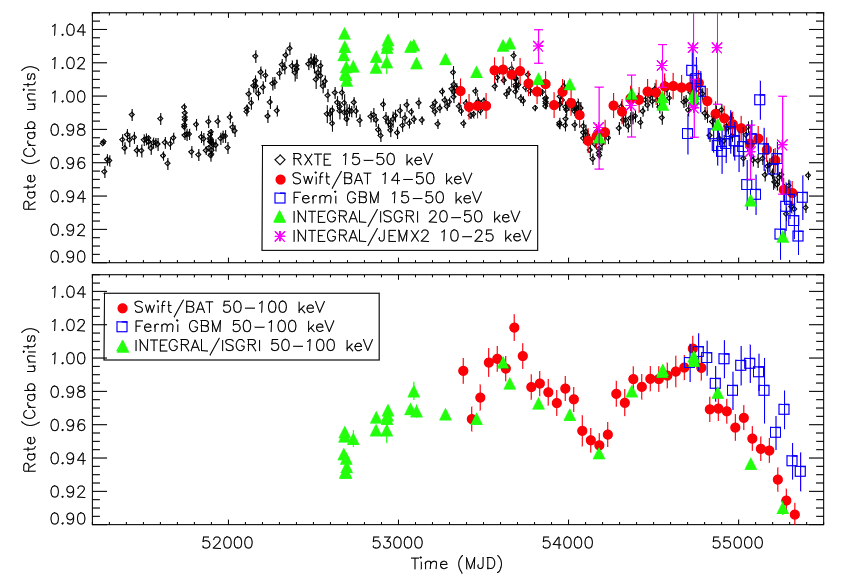 1.04
1.02
1.00
0.98
0.96
0.94
0.92
0.90
Rate (Crab units)
RXTE 15−50 keV
Swift/BAT 14−50 keV
Fermi GBM 15−50 keV
INTEGRAL/ISGRI 20−50 keV
INTEGRAL/JEMX2 10−25 keV
1.04
1.02
1.00
0.98
0.96
0.94
0.92
0.90
Rate (Crab units)
Swift/BAT 50−100 keV
Fermi GBM 50−100 keV
INTEGRAL/ISGRI 50−100 keV
52000 53000 54000 55000
Time (MJD)